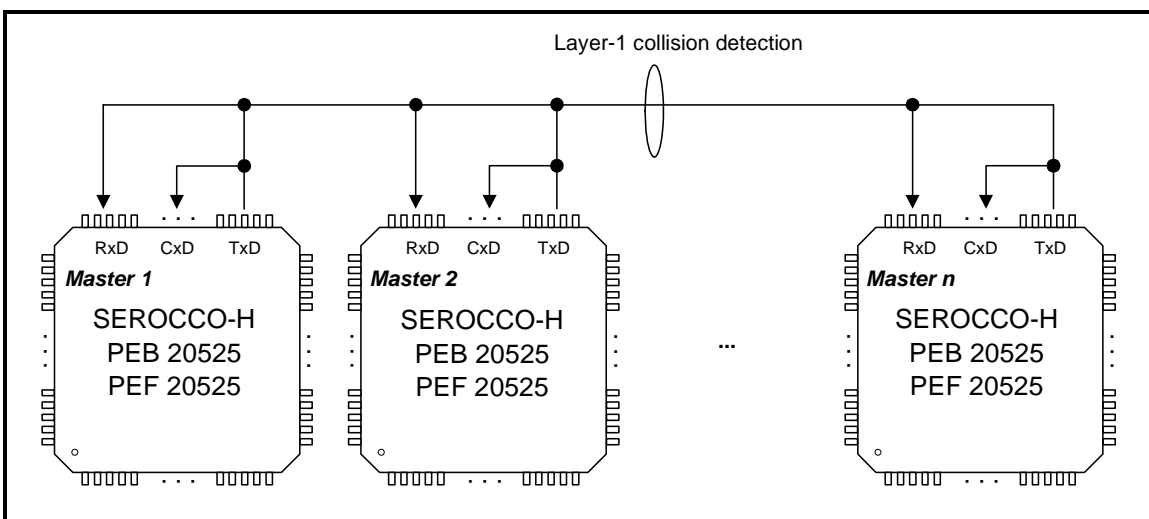 Layer-1 collision detection
RxD CxD TxD
Master 1
SEROCCO-H
PEB 20525
PEF 20525
RxD CxD TxD
Master 2
SEROCCO-H
PEB 20525
PEF 20525
...
RxD CxD TxD
Master n
SEROCCO-H
PEB 20525
PEF 20525